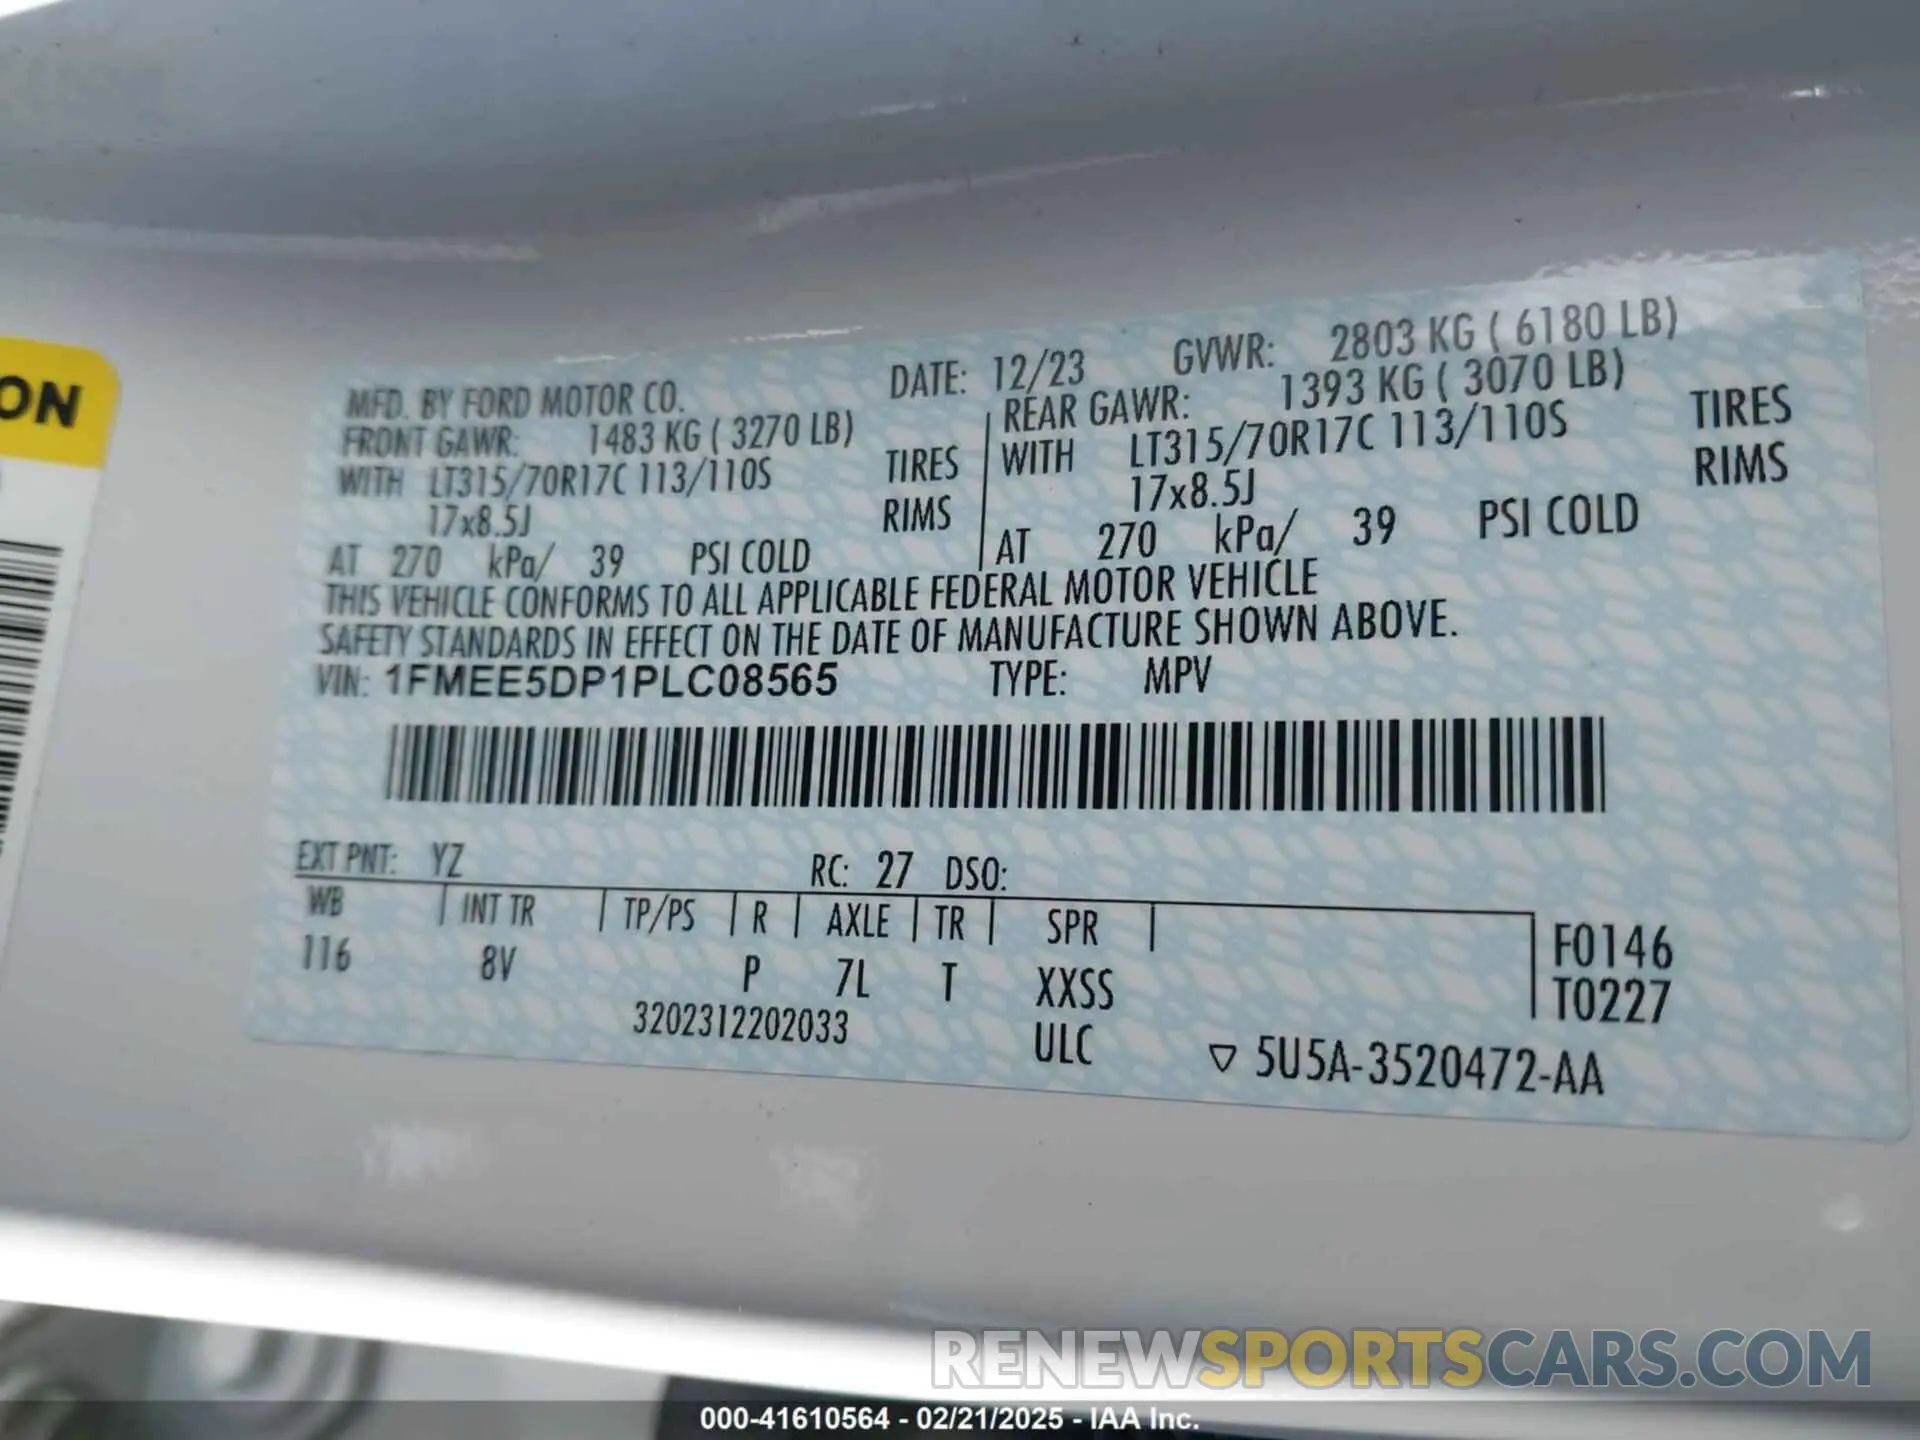 ON
MFD. BY FORD MOTOR CO. DATE: 12/23 GVWR: 2803 KG ( 6180 LB)
FRONT GAWR: 1483 KG ( 3270 LB) REAR GAWR: 1393 KG ( 3070 LB)
WITH LT315/70R17C 113/110S TIRES WITH LT315/70R17C 113/110S TIRES
17x8.5J RIMS 17x8.5J RIMS
AT 270 kPa/ 39 PSI COLD AT 270 kPa/ 39 PSI COLD
THIS VEHICLE CONFORMS TO ALL APPLICABLE FEDERAL MOTOR VEHICLE
SAFETY STANDARDS IN EFFECT ON THE DATE OF MANUFACTURE SHOWN ABOVE.
VIN: 1FMEE5DP1PLC08565 TYPE: MPV
EXT PNT: YZ RC: 27 DSO:
WB INT TR TP/PS R AXLE TR SPR F0146
116 8V P 7L T XXSS T0227
3202312202033 ULC ▽ 5U5A-3520472-AA
RENEWSPORTSCARS.COM
000-41610564 - 02/21/2025 - IAA Inc.